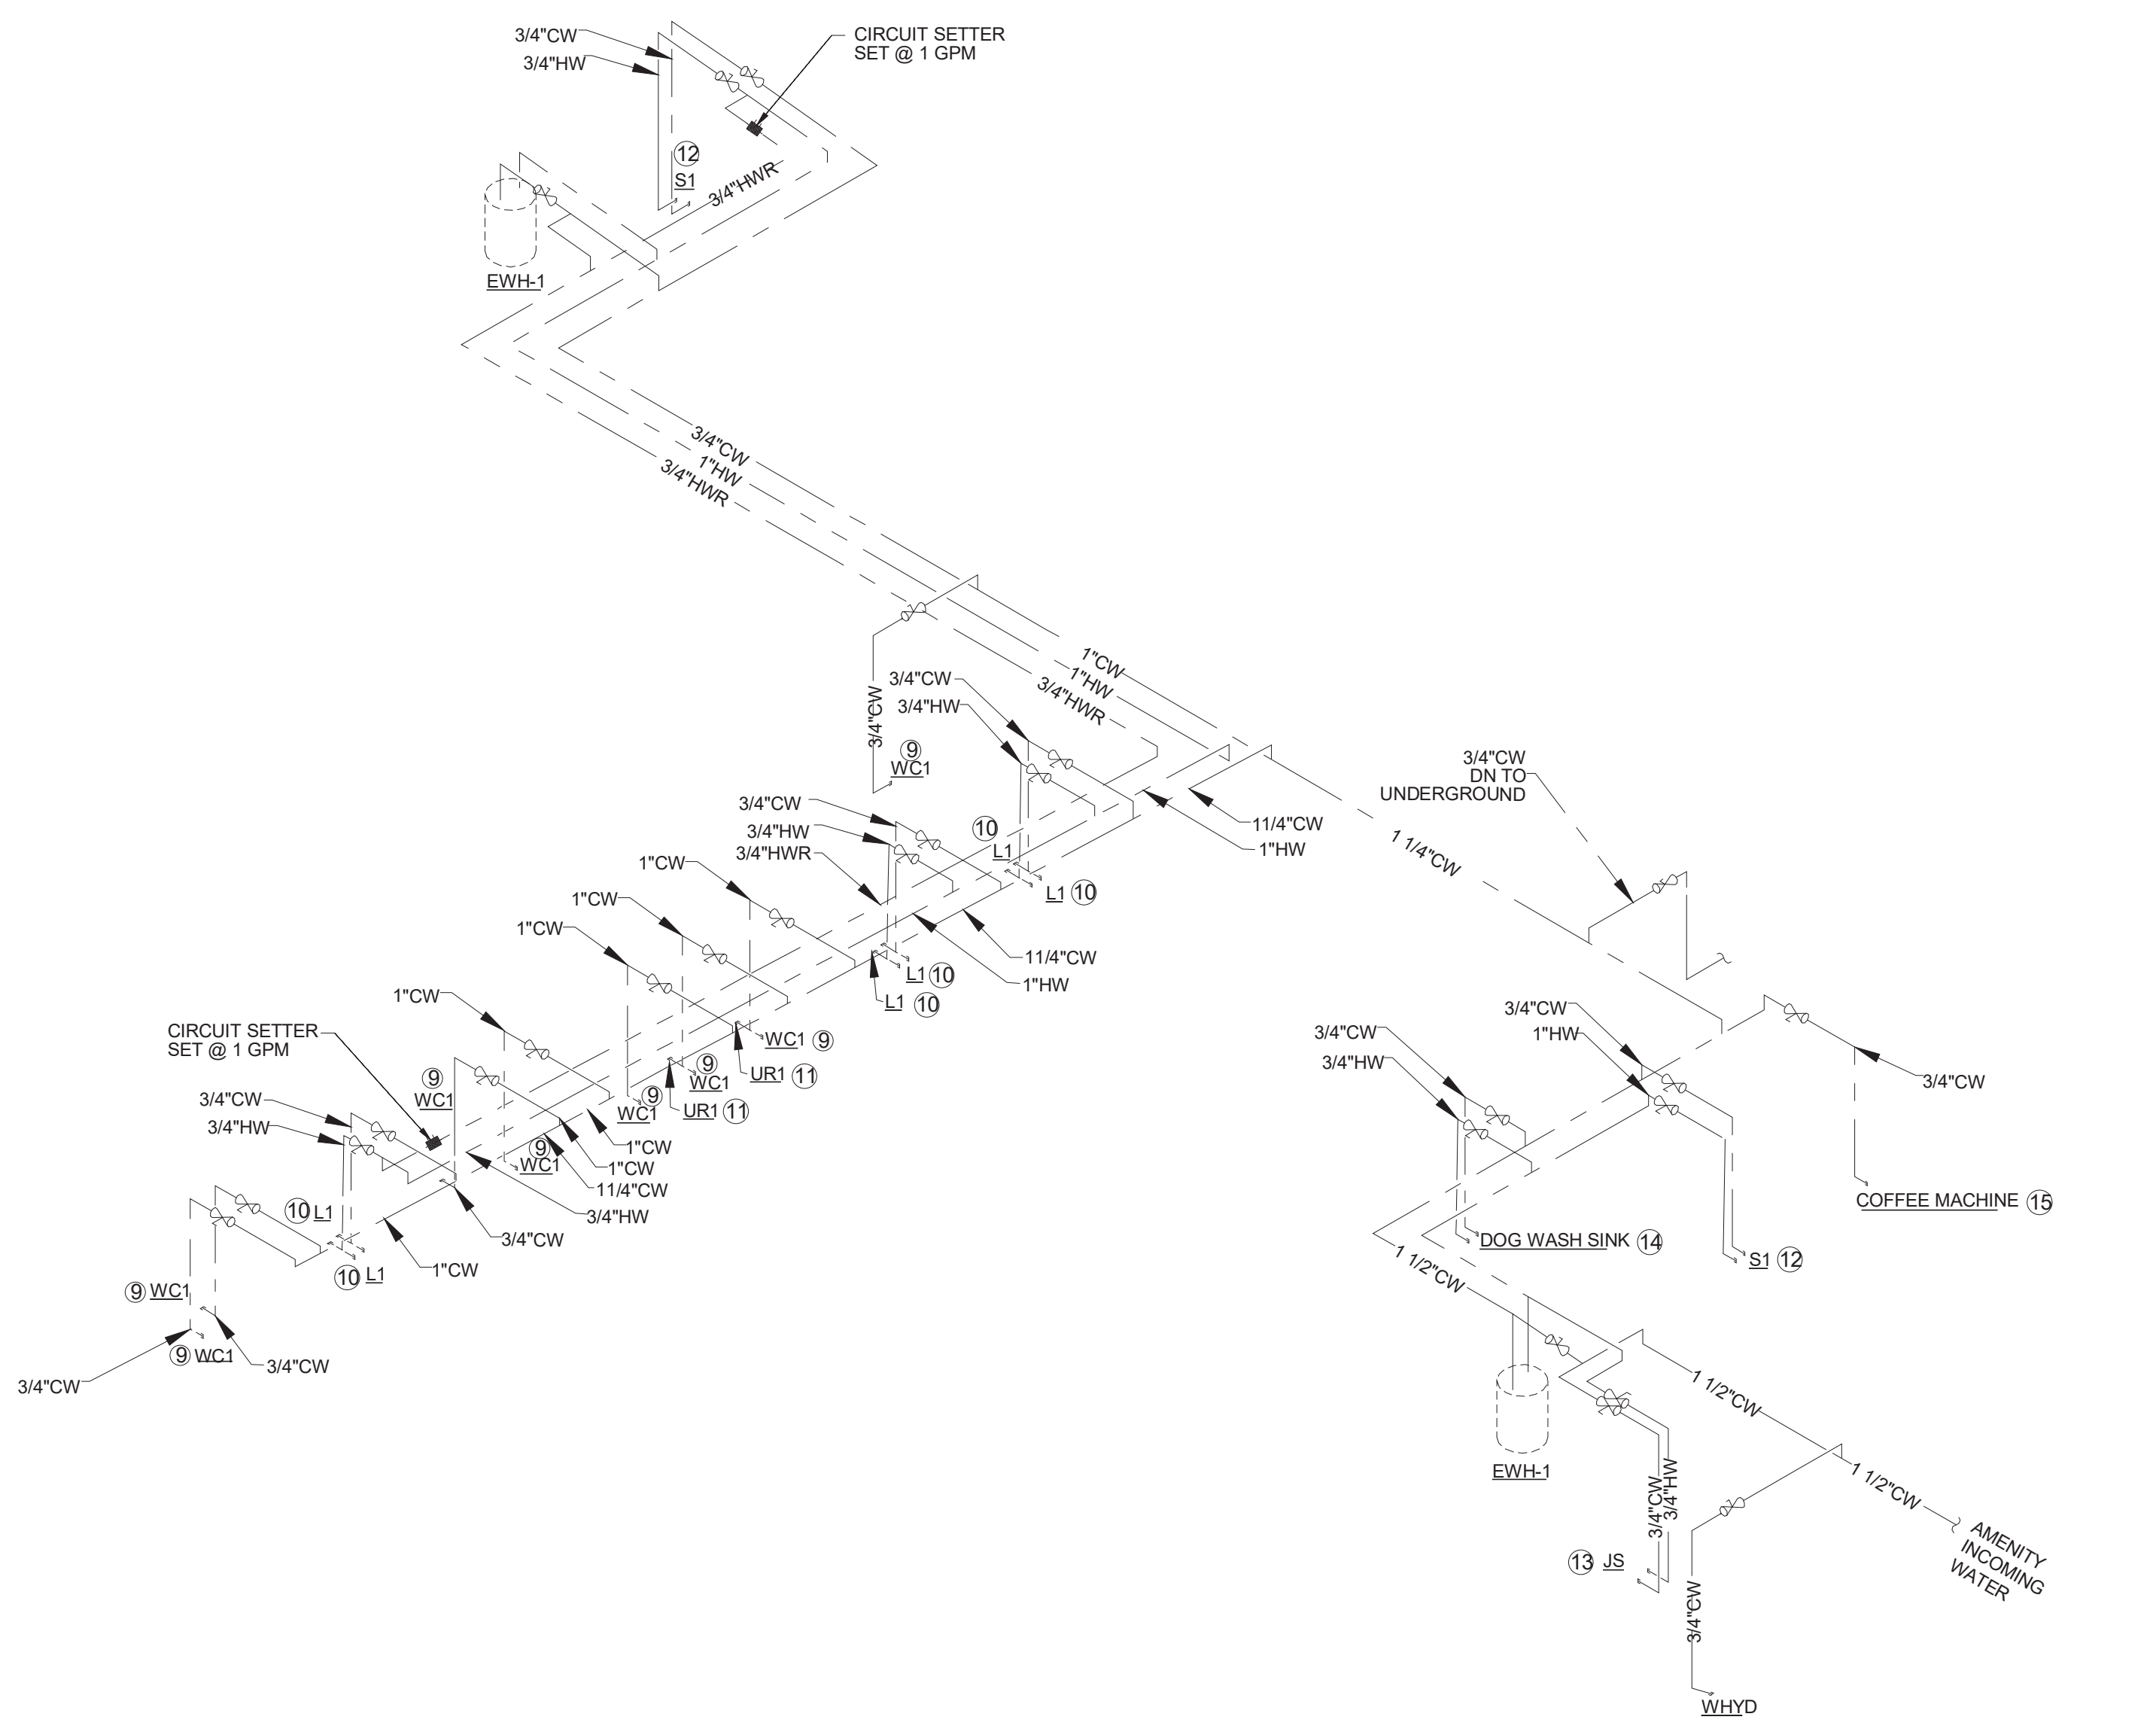 3/4"CW
3/4"HW
CIRCUIT SETTER
SET @ 1 GPM
12
S1
3/4"HWR
EWH-1
3/4"CW
1"HW
3/4"HWR
1"CW
1"HW
3/4"HWR
3/4"CW
3/4"HW
3/4"CW
9
WC1
3/4"CW
DN TO
UNDERGROUND
3/4"CW
3/4"HW
3/4"HWR
10
L1
11/4"CW
1"HW
1 1/4"CW
1"CW
L1 10
1"CW
1"CW
11/4"CW
L1 10
1"HW
L1 10
1"CW
CIRCUIT SETTER
SET @ 1 GPM
WC1 9
9
WC1
UR1 11
9
WC1
UR1 11
9
WC1
3/4"CW
3/4"HW
1"CW
9
WC1
1"CW
11/4"CW
3/4"HW
3/4"CW
10 L1
1"CW
10 L1
9 WC1
9 WC1
3/4"CW
3/4"CW
3/4"CW
1"HW
3/4"CW
3/4"HW
3/4"CW
COFFEE MACHINE 15
DOG WASH SINK 14
S1 12
1 1/2"CW
1 1/2"CW
EWH-1
1 1/2"CW
3/4"CW
3/4"HW
AMENITY
INCOMING
WATER
13 JS
3/4"CW
WHYD